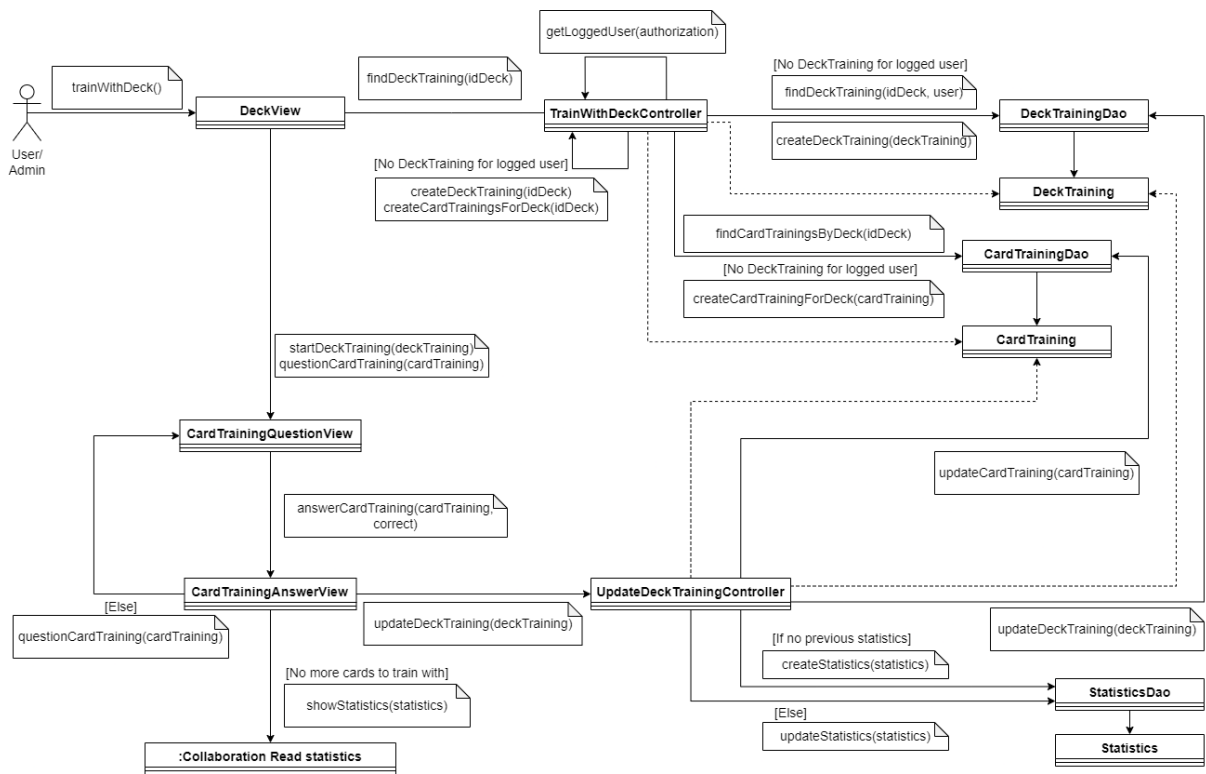 getLoggedUser(authorization)
trainWithDeck()
findDeckTraining(idDeck)
[No DeckTraining for logged user]
findDeckTraining(idDeck, user)
DeckView
TrainWithDeckController
DeckTrainingDao
User/
Admin
[No DeckTraining for logged user]
createDeckTraining(idDeck)
createCardTrainingsForDeck(idDeck)
createDeckTraining(deckTraining)
DeckTraining
findCardTrainingsByDeck(idDeck)
CardTrainingDao
[No DeckTraining for logged user]
createCardTrainingForDeck(cardTraining)
CardTraining
startDeckTraining(deckTraining)
questionCardTraining(cardTraining)
CardTrainingQuestionView
updateCardTraining(cardTraining)
answerCardTraining(cardTraining,
correct)
CardTrainingAnswerView
UpdateDeckTrainingController
[Else]
questionCardTraining(cardTraining)
updateDeckTraining(deckTraining)
updateDeckTraining(deckTraining)
[If no previous statistics]
createStatistics(statistics)
[No more cards to train with]
showStatistics(statistics)
StatisticsDao
[Else]
updateStatistics(statistics)
Statistics
:Collaboration Read statistics